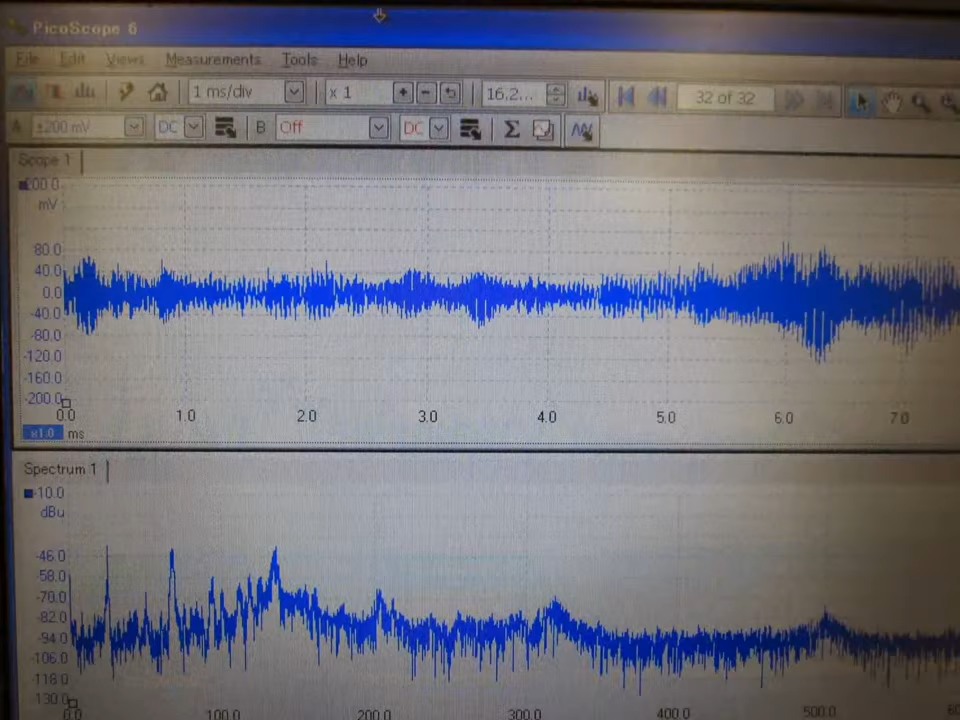 PicoScope 6
File Edit Views Measurements Tools Help
1 ms/div x 1 16.2... 32 of 32
A ±200 mV DC B Off DC Σ
Scope 1
200.0
mV
80.0
40.0
0.0
-40.0
-80.0
-120.0
-160.0
-200.0
0.0 1.0 2.0 3.0 4.0 5.0 6.0 7.0
x1.0 ms
Spectrum 1
-10.0
dBu
-46.0
-58.0
-70.0
-82.0
-94.0
-106.0
-118.0
-130.0
0.0 100.0 200.0 300.0 400.0 500.0